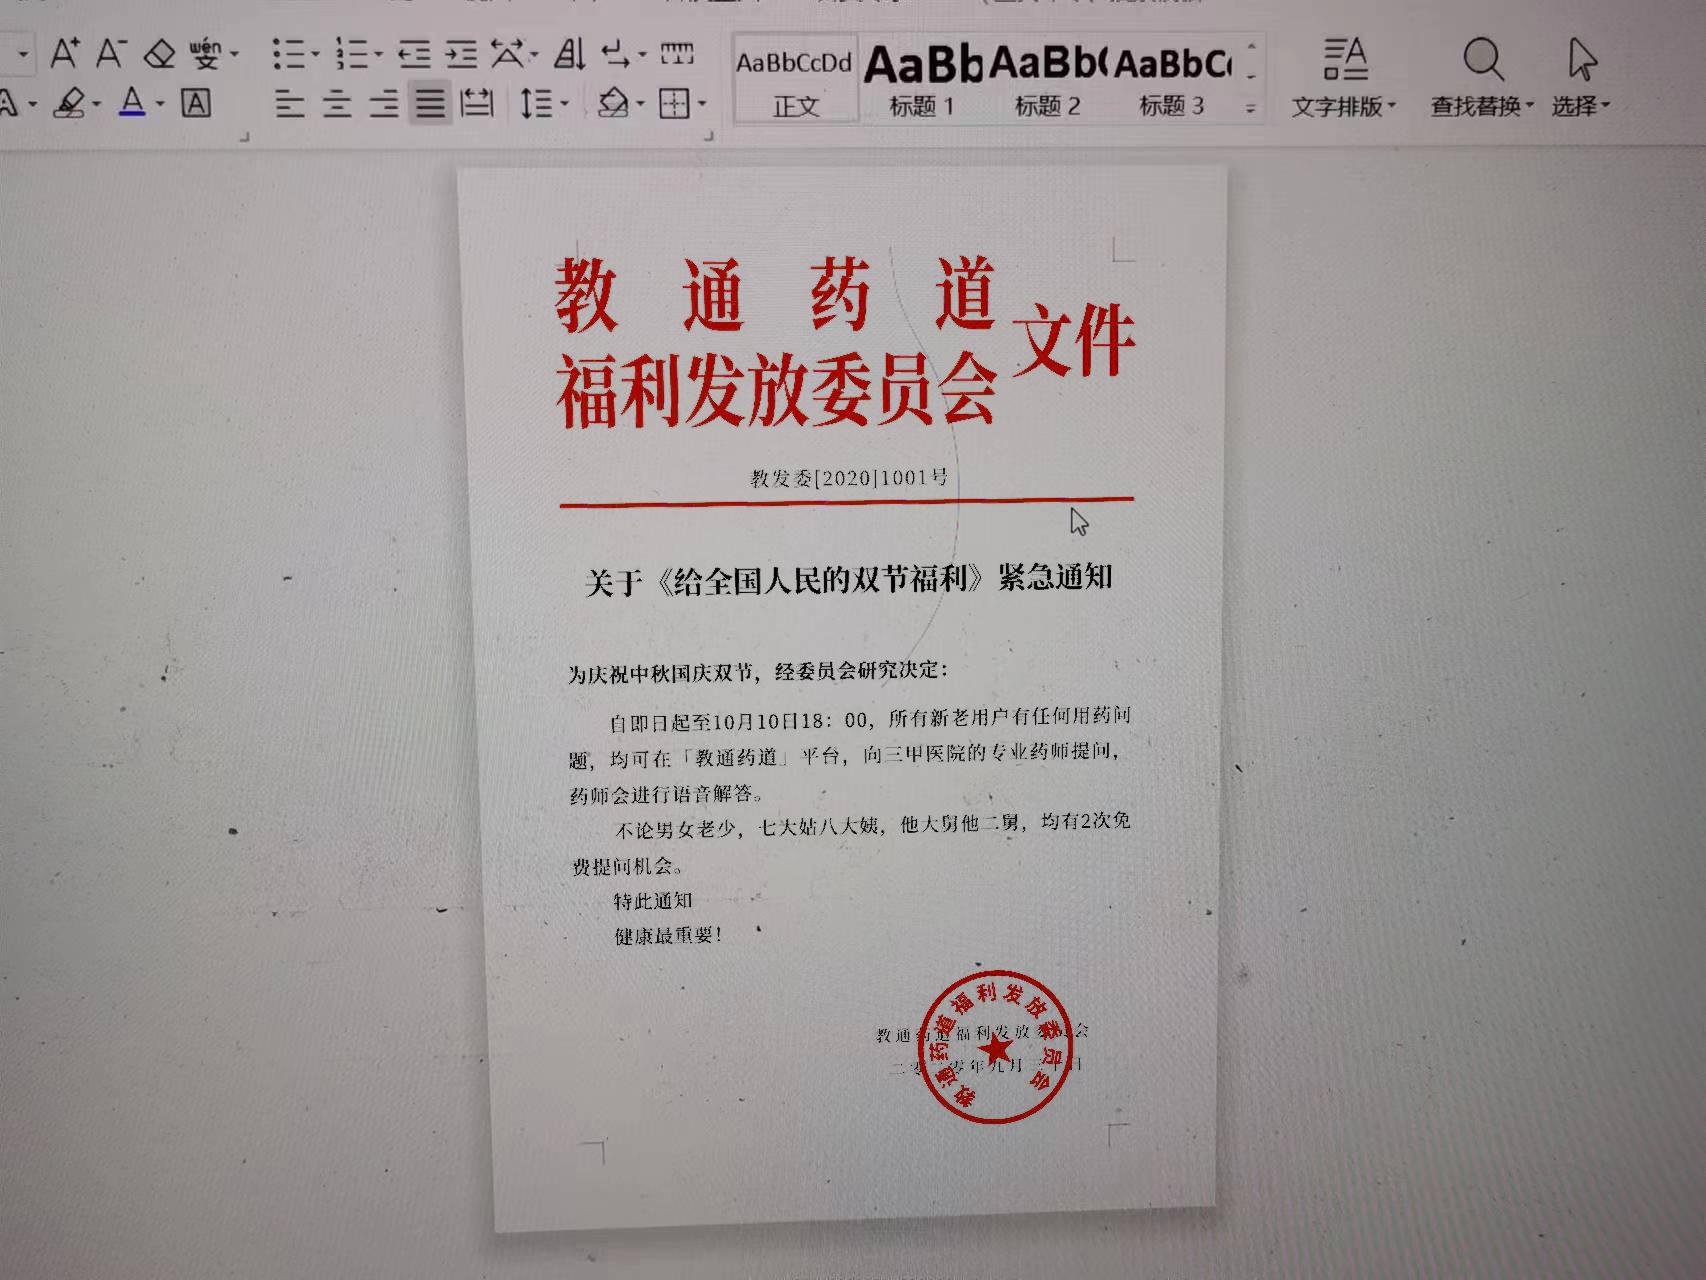 wén
AaBbCcDd AaBb AaBb( AaBbC
正文 标题 1 标题 2 标题 3 文字排版 查找替换 选择
教通药道
福利发放委员会
文件
教发委[2020]1001号
关于《给全国人民的双节福利》紧急通知
为庆祝中秋国庆双节，经委员会研究决定：
自即日起至10月10日18：00，所有新老用户有任何用药问
题，均可在「教通药道」平台，向三甲医院的专业药师提问，
药师会进行语音解答。
不论男女老少，七大姑八大姨，他大舅他二舅，均有2次免
费提问机会。
特此通知
健康最重要！
教通药道福利发放委员会
二零二零年九月三十日
教通药道福利发放委员会